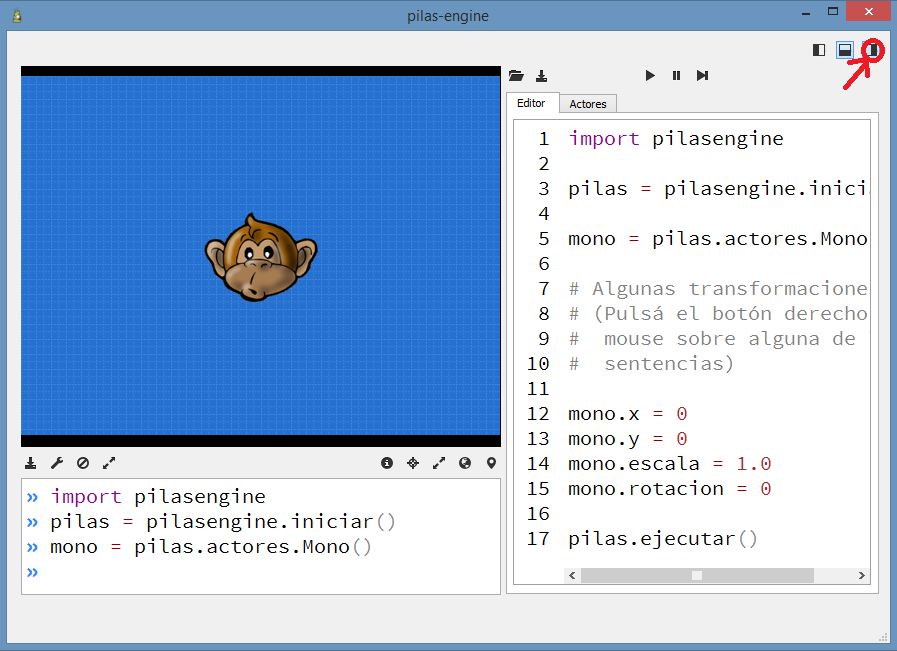 pilas-engine
Editor
Actores
1 import pilasengine
2
3 pilas = pilasengine.inici
4
5 mono = pilas.actores.Mono
6
7 # Algunas transformacione
8 # (Pulsá el botón derecho
9 #  mouse sobre alguna de
10 #  sentencias)
11
12 mono.x = 0
13 mono.y = 0
14 mono.escala = 1.0
15 mono.rotacion = 0
16
17 pilas.ejecutar()
» import pilasengine
» pilas = pilasengine.iniciar()
» mono = pilas.actores.Mono()
»